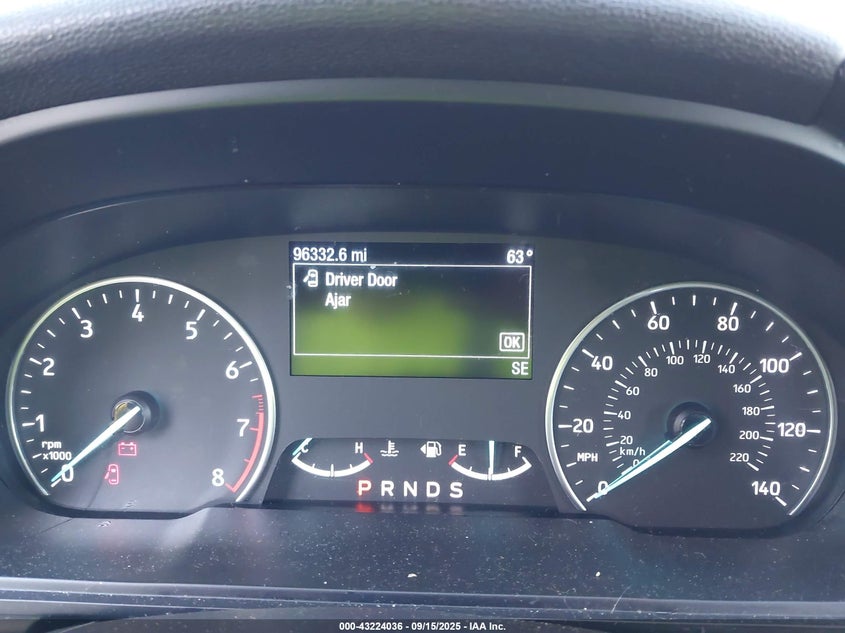 96332.6 mi 63°
Driver Door
Ajar
OK
SE
0 1 2 3 4 5 6 7 8
rpm
x1000
C H E F
P R N D S
0 20 40 60 80 100 120 140
MPH
0 20 40 60 80 100 120 140 160 180 200 220
km/h
000-43224036 - 09/15/2025 - IAA Inc.